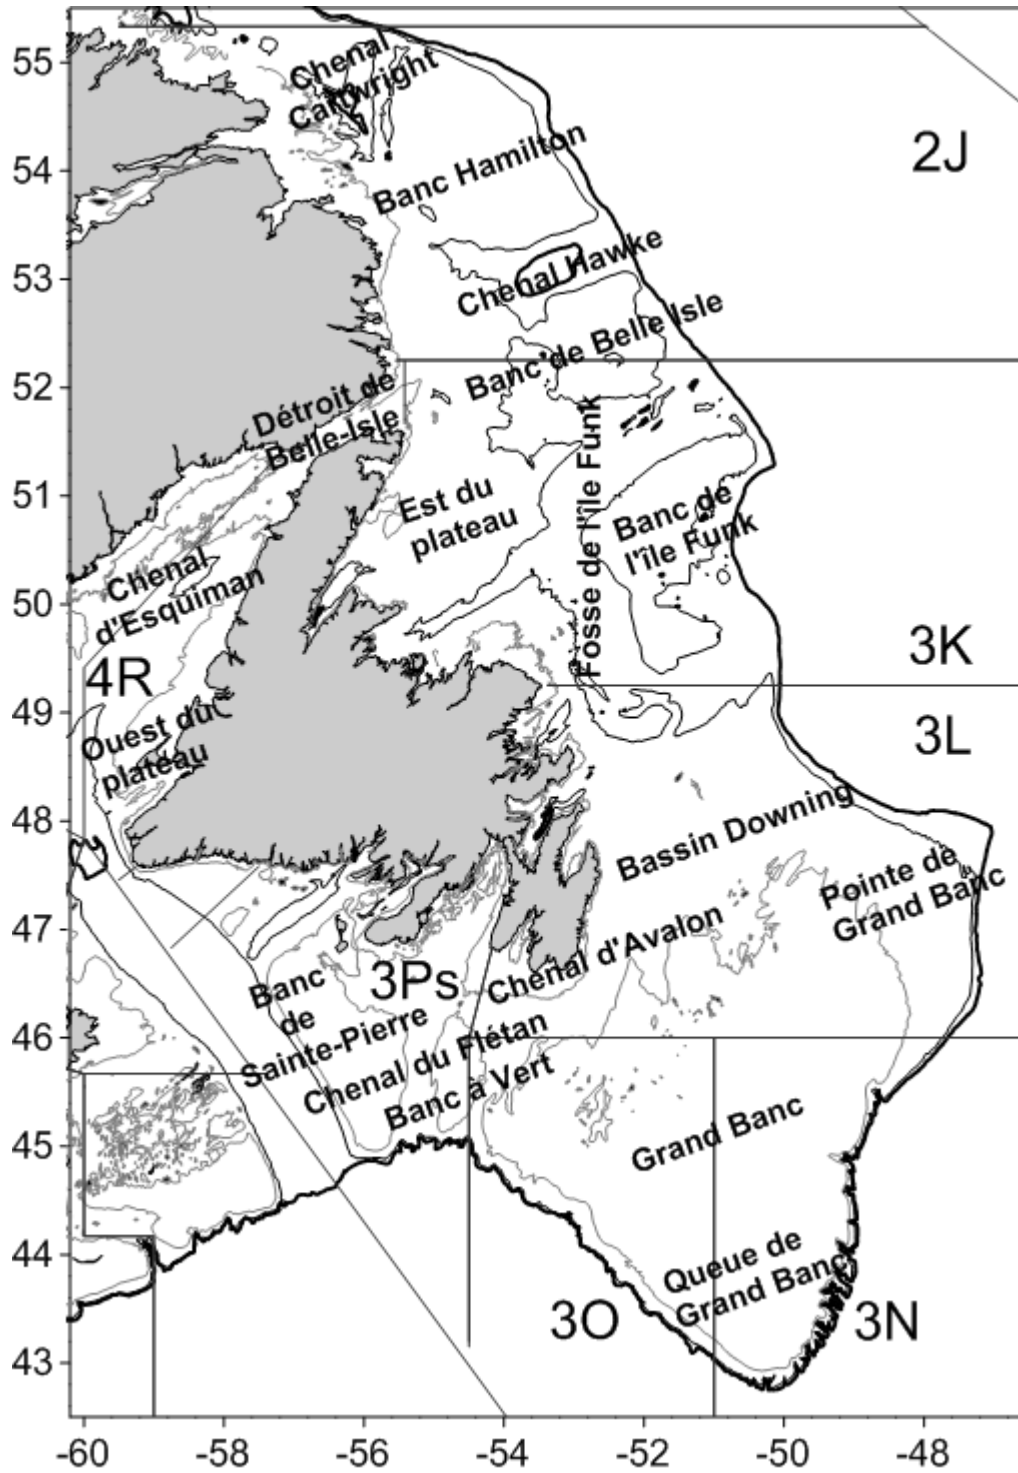 55
54
53
52
51
50
49
48
47
46
45
44
43
-60
-58
-56
-54
-52
-50
-48
Chenal
Cartwright
2J
Banc Hamilton
Chenal Hawke
Banc de Belle Isle
Détroit de
Belle-Isle
Est du
plateau
Fosse de l'île Funk
Banc de
l'île Funk
Chenal
d'Esquiman
3K
4R
3L
Ouest du
plateau
Bassin Downing
Pointe de
Grand Banc
Chenal d'Avalon
3Ps
Banc
de
Sainte-Pierre
Chenal du Flétan
Banc à Vert
Grand Banc
Queue de
Grand Banc
3O
3N